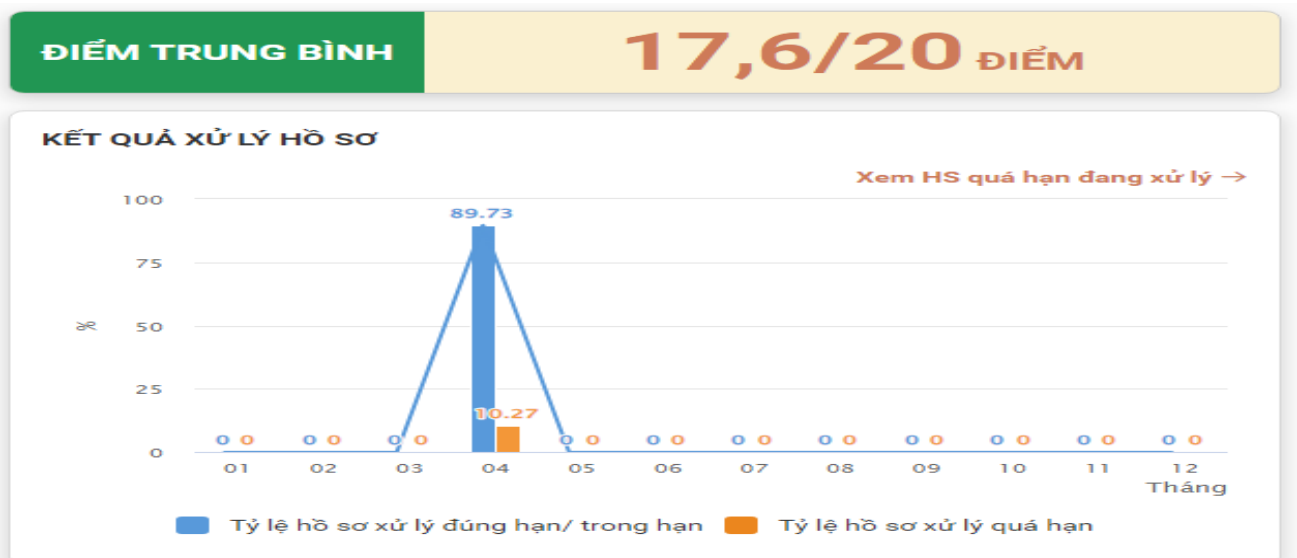 ĐIỂM TRUNG BÌNH 17,6/20 ĐIỂM
KẾT QUẢ XỬ LÝ HỒ SƠ
Xem HS quá hạn đang xử lý →
100
89.73
75
% 50
25
10.27
0 0 0 0 0 0 0 0 0 0 0 0 0 0 0 0 0 0 0 0 0 0
0
01 02 03 04 05 06 07 08 09 10 11 12
Tháng
Tỷ lệ hồ sơ xử lý đúng hạn/ trong hạn Tỷ lệ hồ sơ xử lý quá hạn